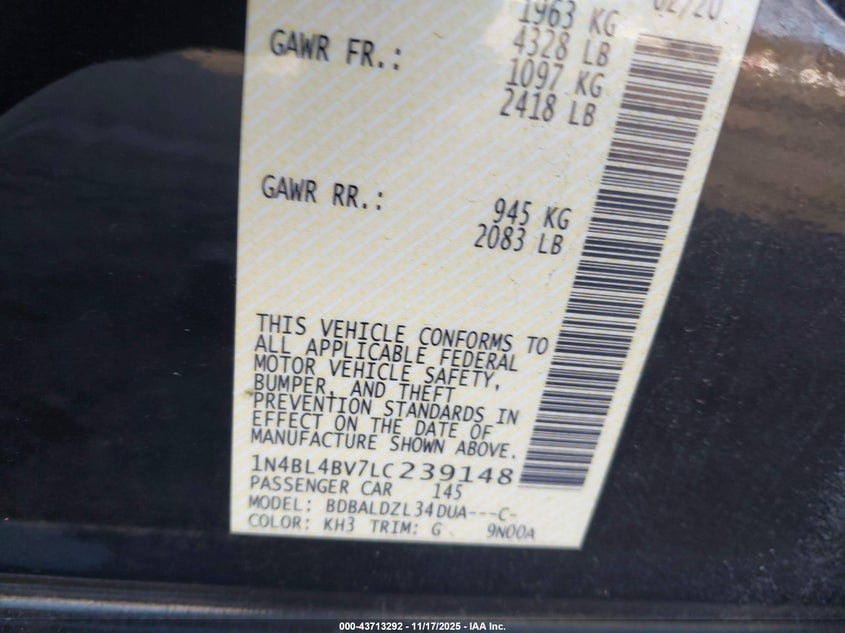 02/20
1963 KG
4328 LB
GAWR FR.: 1097 KG
2418 LB
GAWR RR.: 945 KG
2083 LB
THIS VEHICLE CONFORMS TO
ALL APPLICABLE FEDERAL
MOTOR VEHICLE SAFETY,
BUMPER, AND THEFT
PREVENTION STANDARDS IN
EFFECT ON THE DATE OF
MANUFACTURE SHOWN ABOVE.
1N4BL4BV7LC239148
PASSENGER CAR 145
MODEL: BDBALDZL34DUA---C-
COLOR: KH3 TRIM: G 9N00A
000-43713292 - 11/17/2025 - IAA Inc.